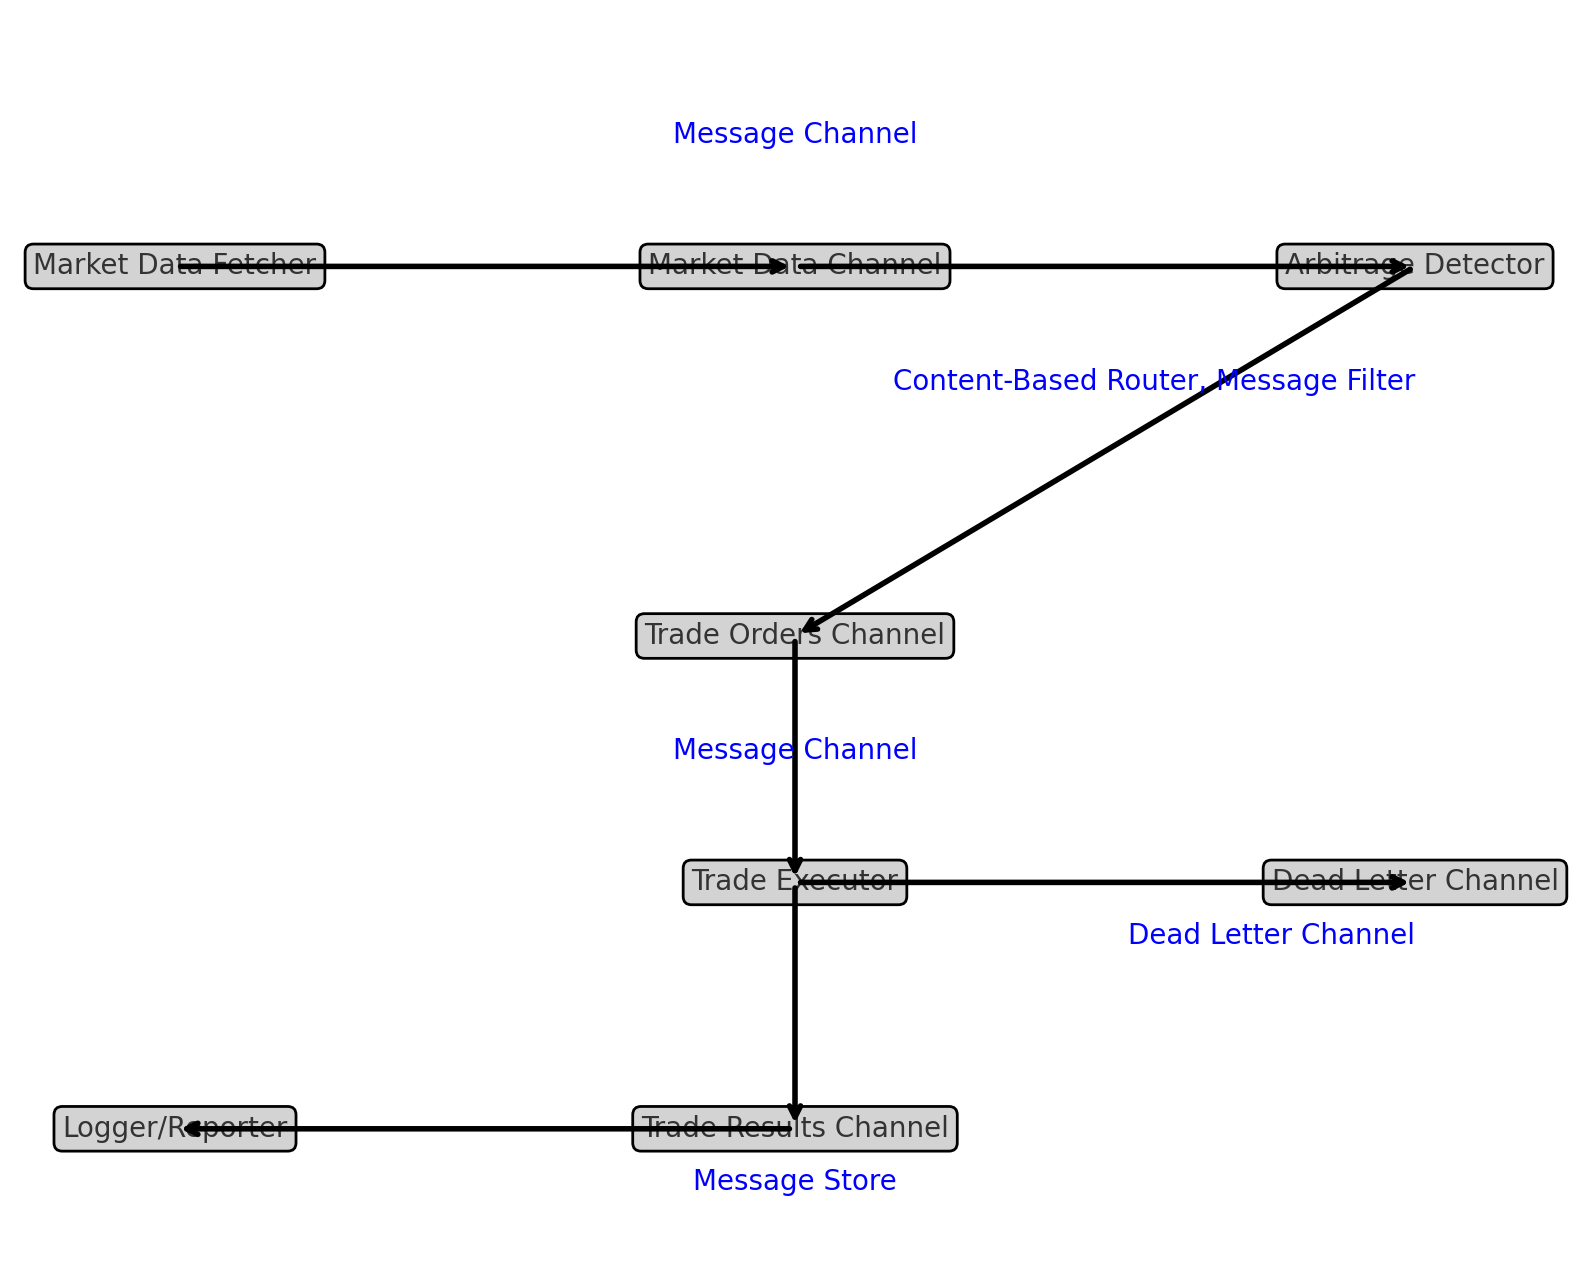 Message Channel
Market Data Fetcher
Market Data Channel
Arbitrage Detector
Content-Based Router, Message Filter
Trade Orders Channel
Message Channel
Trade Executor
Dead Letter Channel
Dead Letter Channel
Logger/Reporter
Trade Results Channel
Message Store